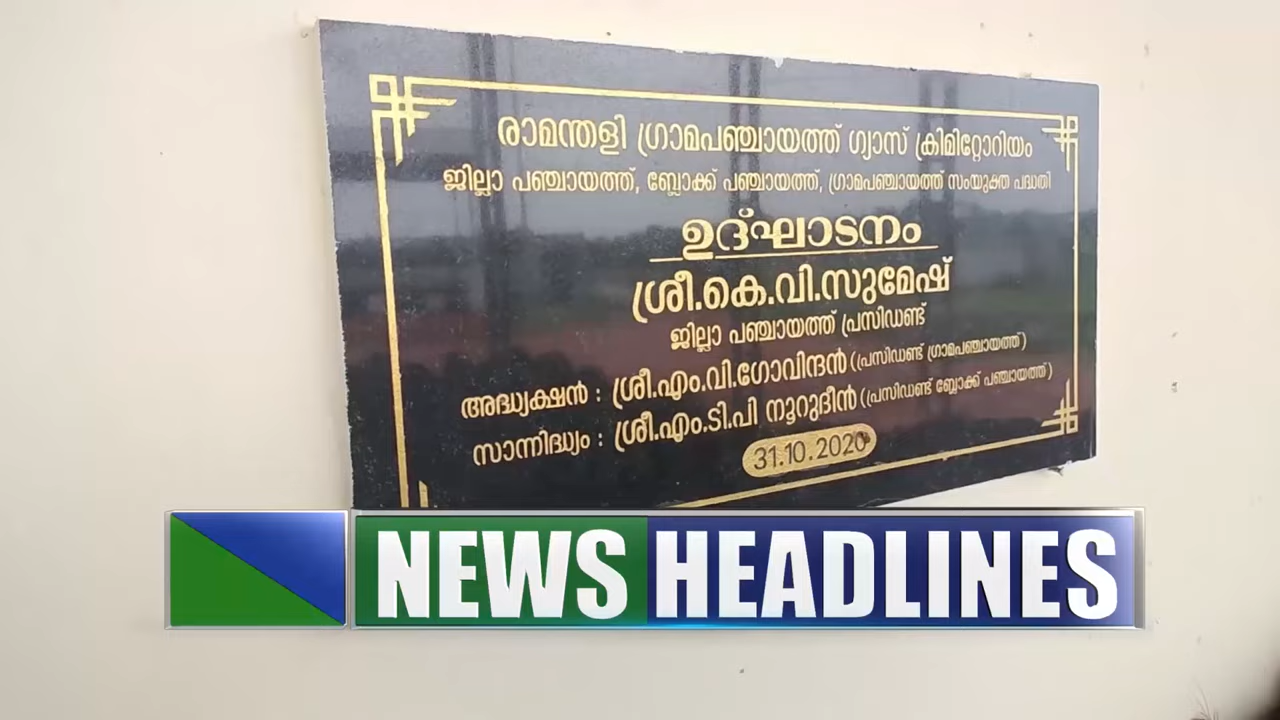 രാമന്തളി ഗ്രാമപഞ്ചായത്ത് ഗ്യാസ് ക്രിമിറ്റോറിയം
ജില്ലാ പഞ്ചായത്ത്, ബ്ലോക്ക് പഞ്ചായത്ത്, ഗ്രാമപഞ്ചായത്ത് സംയുക്ത പദ്ധതി
ഉദ്ഘാടനം
ശ്രീ.കെ.വി.സുമേഷ്
ജില്ലാ പഞ്ചായത്ത് പ്രസിഡണ്ട്
അദ്ധ്യക്ഷൻ : ശ്രീ.എം.വി.ഗോവിന്ദൻ (പ്രസിഡണ്ട് ഗ്രാമപഞ്ചായത്ത്)
സാന്നിദ്ധ്യം : ശ്രീ.എം.ടി.പി നൂറുദീൻ (പ്രസിഡണ്ട് ബ്ലോക്ക് പഞ്ചായത്ത്)
31.10.2020
NEWS HEADLINES